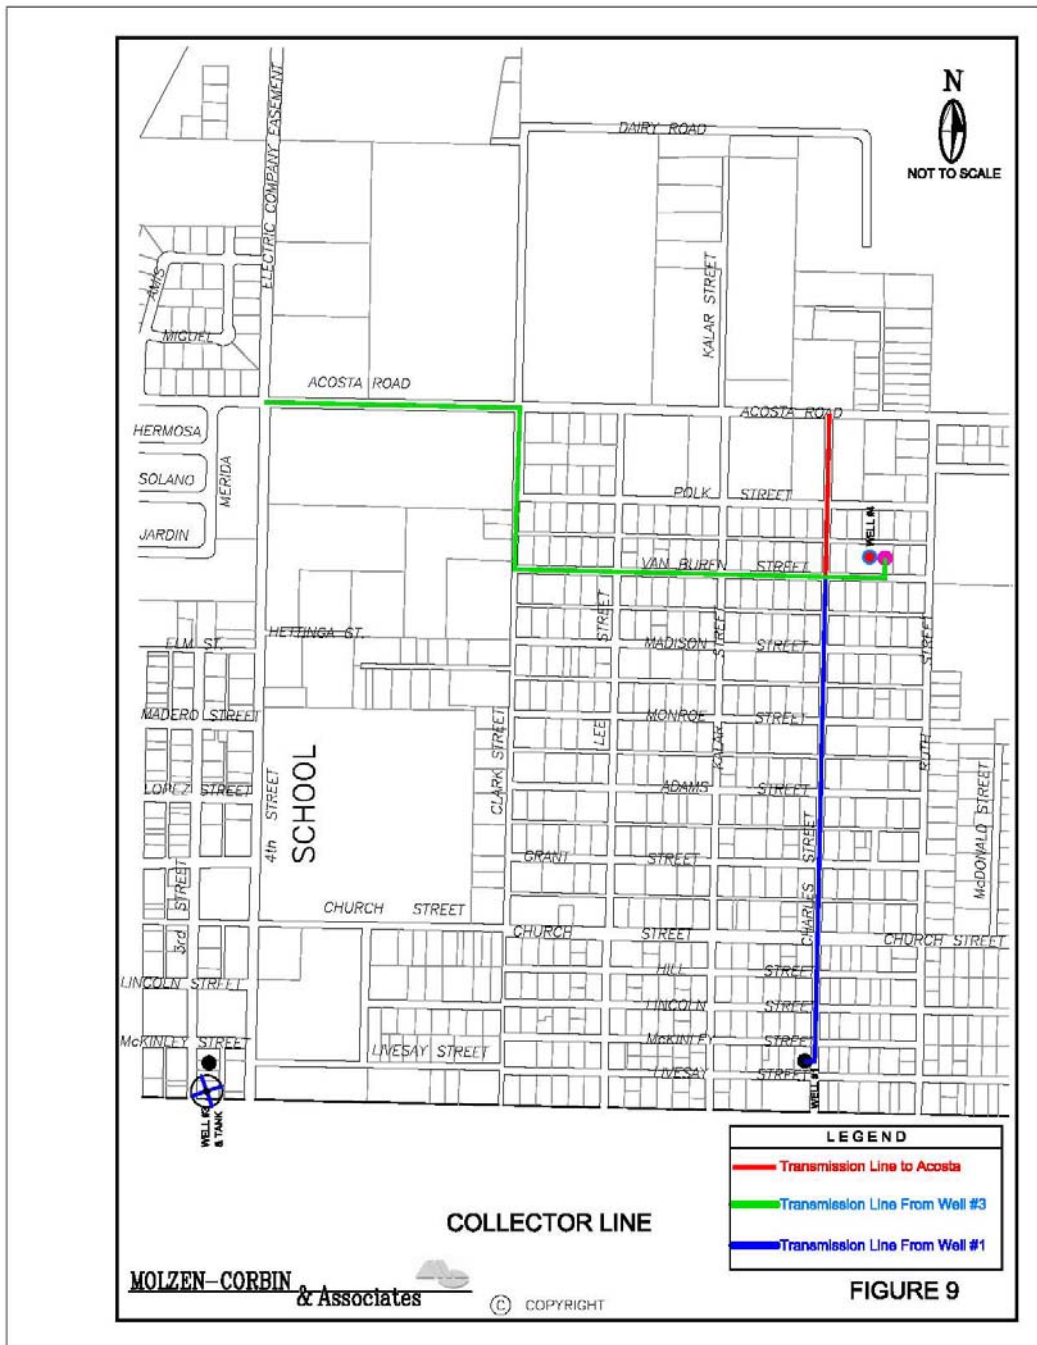 N
NOT TO SCALE
ELECTRIC COMPANY EASEMENT
DAIRY ROAD
KALAR STREET
AMIS
MIGUEL
ACOSTA ROAD
ACOSTA ROAD
HERMOSA
SOLANO
MERIDA
JARDIN
POLK STREET
WELL #4
VAN BUREN STREET
HETTINGA ST.
ELM ST.
LEE STREET
KALAR STREET
RUTH STREET
MADISON STREET
MADERO STREET
MONROE STREET
CLARK STREET
LOPEZ STREET
4th STREET
SCHOOL
ADAMS STREET
McDONALD STREET
CHARLES STREET
GRANT STREET
3rd STREET
CHURCH STREET
CHURCH STREET
CHURCH STREET
HILL STREET
LINCOLN STREET
LINCOLN STREET
McKINLEY STREET
McKINLEY STREET
LIVESAY STREET
LIVESAY STREET
WELL #1
WELL #3
& TANK
LEGEND
Transmission Line to Acosta
Transmission Line From Well #3
Transmission Line From Well #1
COLLECTOR LINE
MOLZEN-CORBIN
& Associates
© COPYRIGHT
FIGURE 9